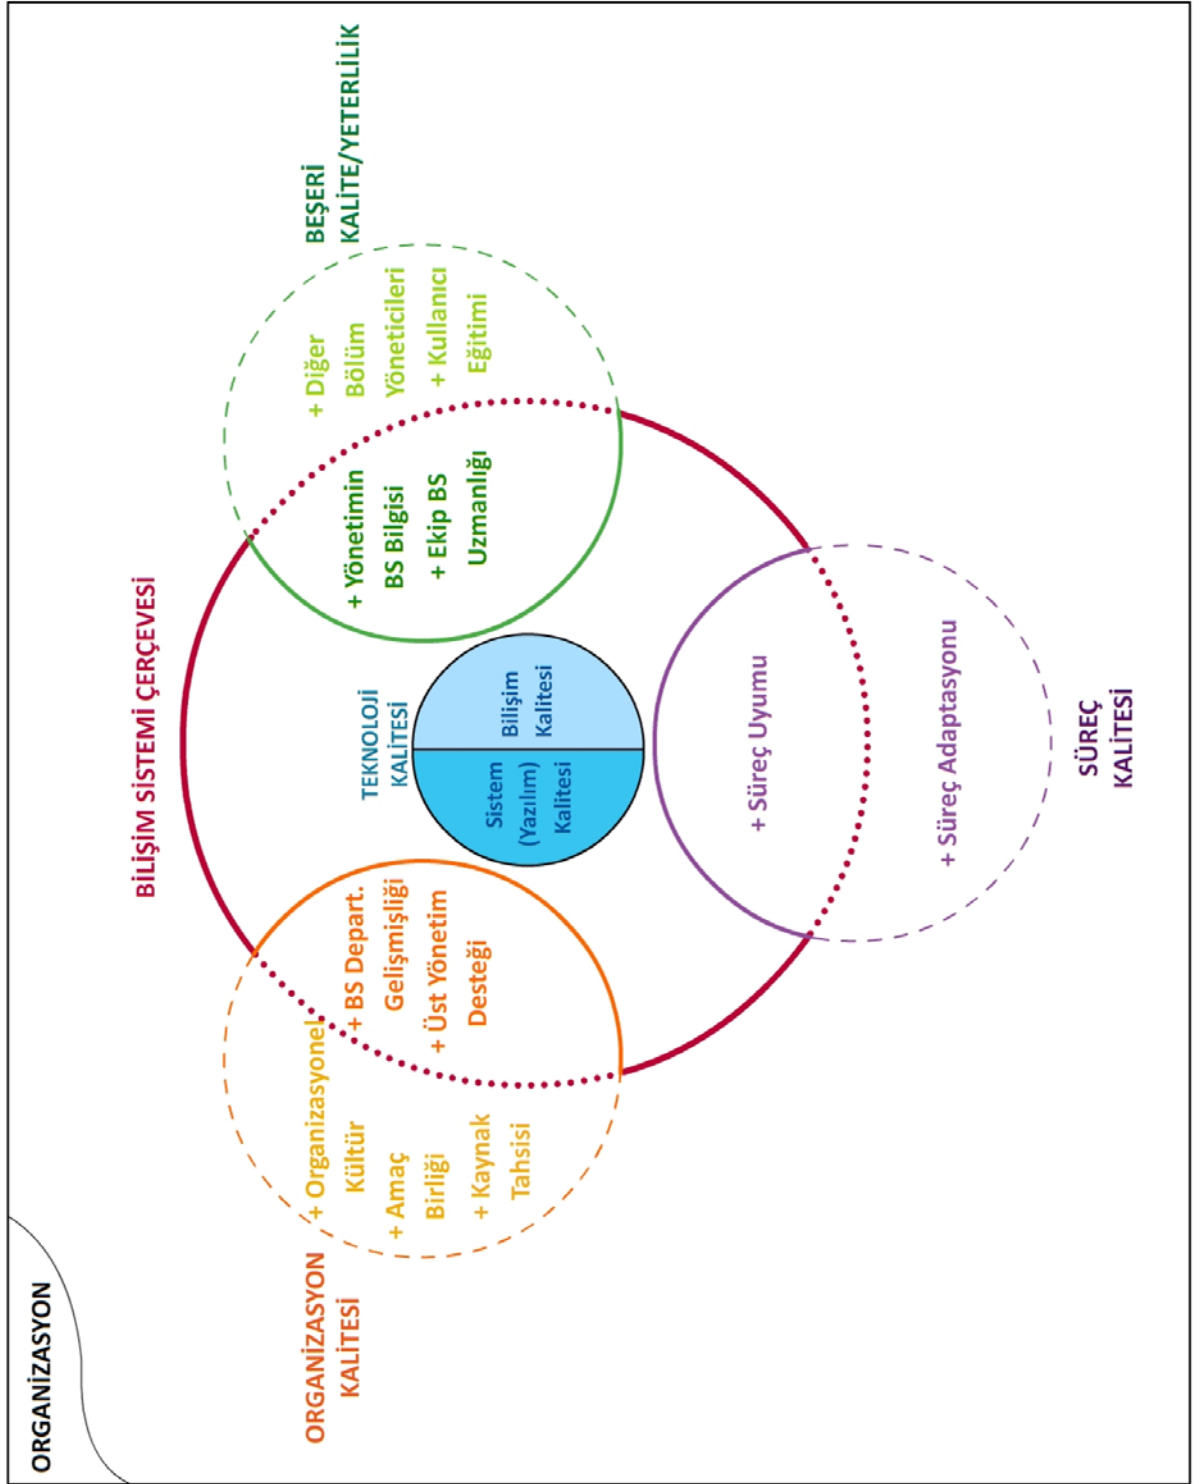 ORGANİZASYON
BİLİŞİM SİSTEMİ ÇERÇEVESİ
ORGANİZASYON
KALİTESİ
+ Organizasyonel
Kültür
+ Amaç
Birliği
+ Kaynak
Tahsisi
+ BS Depart.
Gelişmişliği
+ Üst Yönetim
Desteği
TEKNOLOJİ
KALİTESİ
Sistem
(Yazılım)
Kalitesi
Bilişim
Kalitesi
+ Yönetimin
BS Bilgisi
+ Ekip BS
Uzmanlığı
+ Diğer
Bölüm
Yöneticileri
+ Kullanıcı
Eğitimi
BEŞERİ
KALİTE/YETERLİLİK
+ Süreç Uyumu
+ Süreç Adaptasyonu
SÜREÇ
KALİTESİ